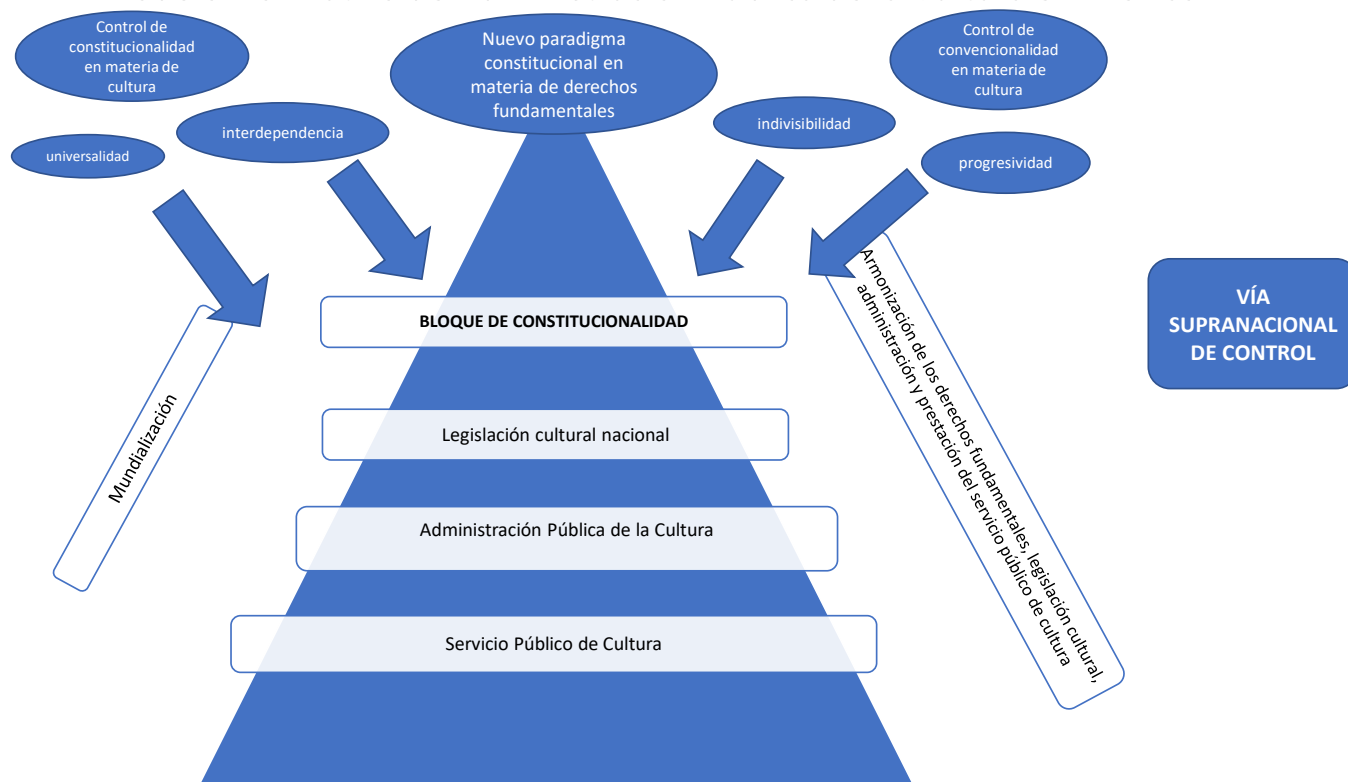 Control de
constitucionalidad
en materia de
cultura
Nuevo paradigma
constitucional en
materia de derechos
fundamentales
Control de
convencionalidad
en materia de
cultura
universalidad
interdependencia
indivisibilidad
progresividad
Mundialización
BLOQUE DE CONSTITUCIONALIDAD
Legislación cultural nacional
Administración Pública de la Cultura
Servicio Público de Cultura
Armonización de los derechos fundamentales, legislación cultural,
administración y prestación del servicio público de cultura
VÍA
SUPRANACIONAL
DE CONTROL